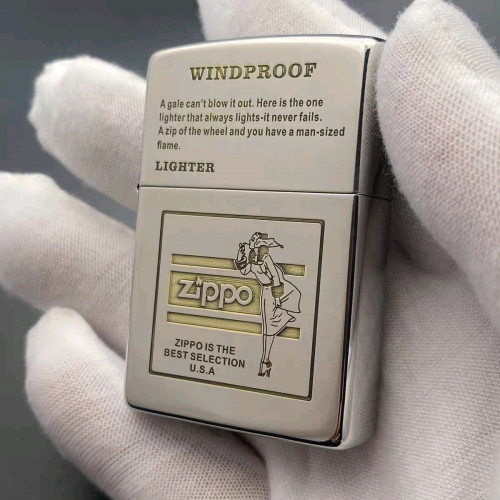 WINDPROOF
A gale can't blow it out. Here is the one
lighter that always lights-it never fails.
A zip of the wheel and you have a man-sized
flame.
LIGHTER
zippo
ZIPPO IS THE
BEST SELECTION
U.S.A